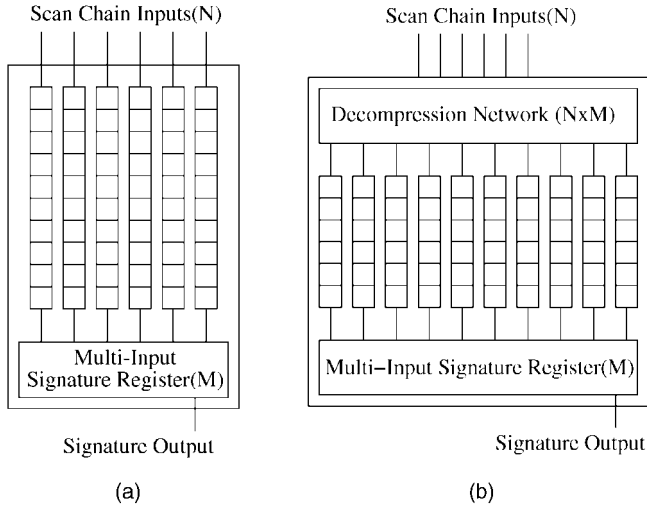 Scan Chain Inputs(N)
Multi-Input
Signature Register(M)
Signature Output
(a)
Scan Chain Inputs(N)
Decompression Network (NxM)
Multi−Input Signature Register(M)
Signature Output
(b)